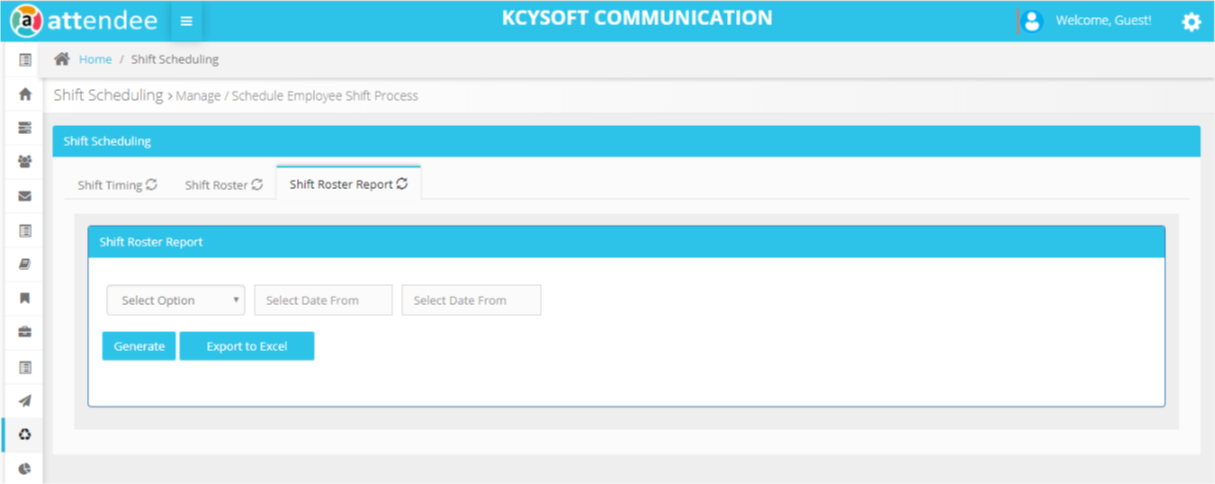 attendee
KCYSOFT COMMUNICATION
Welcome, Guest!
Home / Shift Scheduling
Shift Scheduling › Manage / Schedule Employee Shift Process
Shift Scheduling
Shift Timing Shift Roster Shift Roster Report
Shift Roster Report
Select Option Select Date From Select Date From
Generate Export to Excel